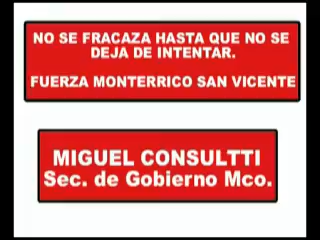 NO SE FRACAZA HASTA QUE NO SE
DEJA DE INTENTAR.
FUERZA MONTERRICO SAN VICENTE
MIGUEL CONSULTTI
Sec. de Gobierno Mco.